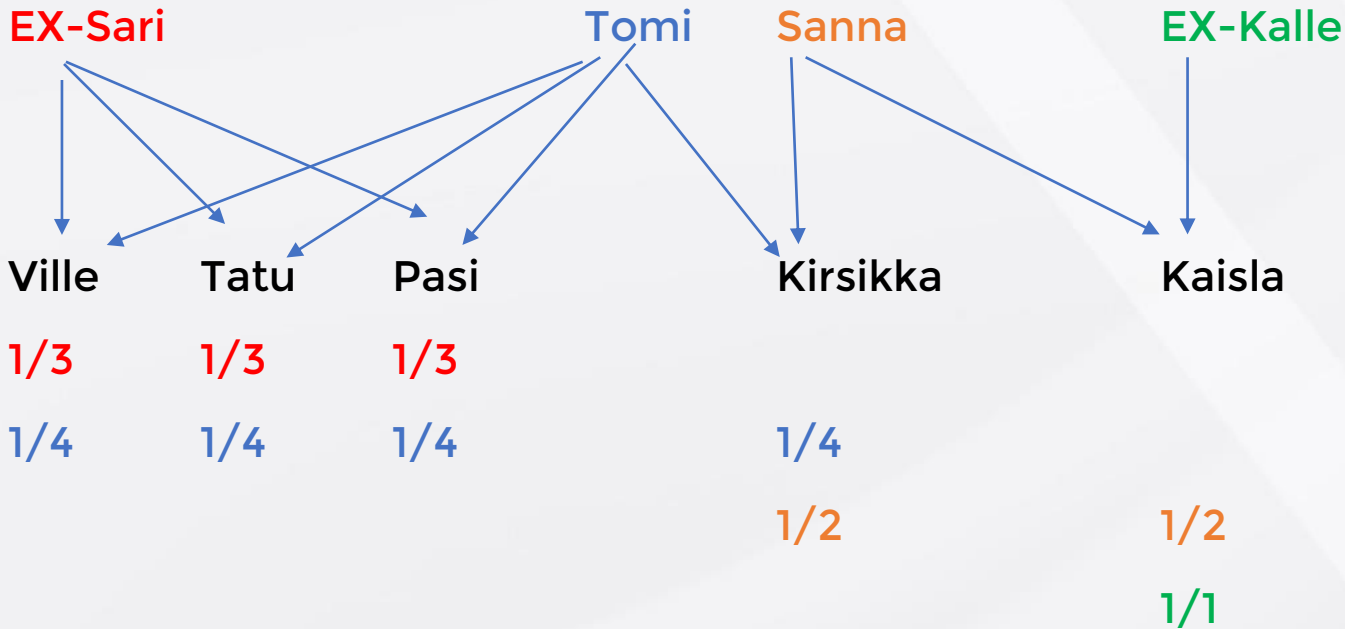 EX-Sari Tomi Sanna EX-Kalle
Ville Tatu Pasi Kirsikka Kaisla
1/3 1/3 1/3
1/4 1/4 1/4 1/4
1/2 1/2
1/1